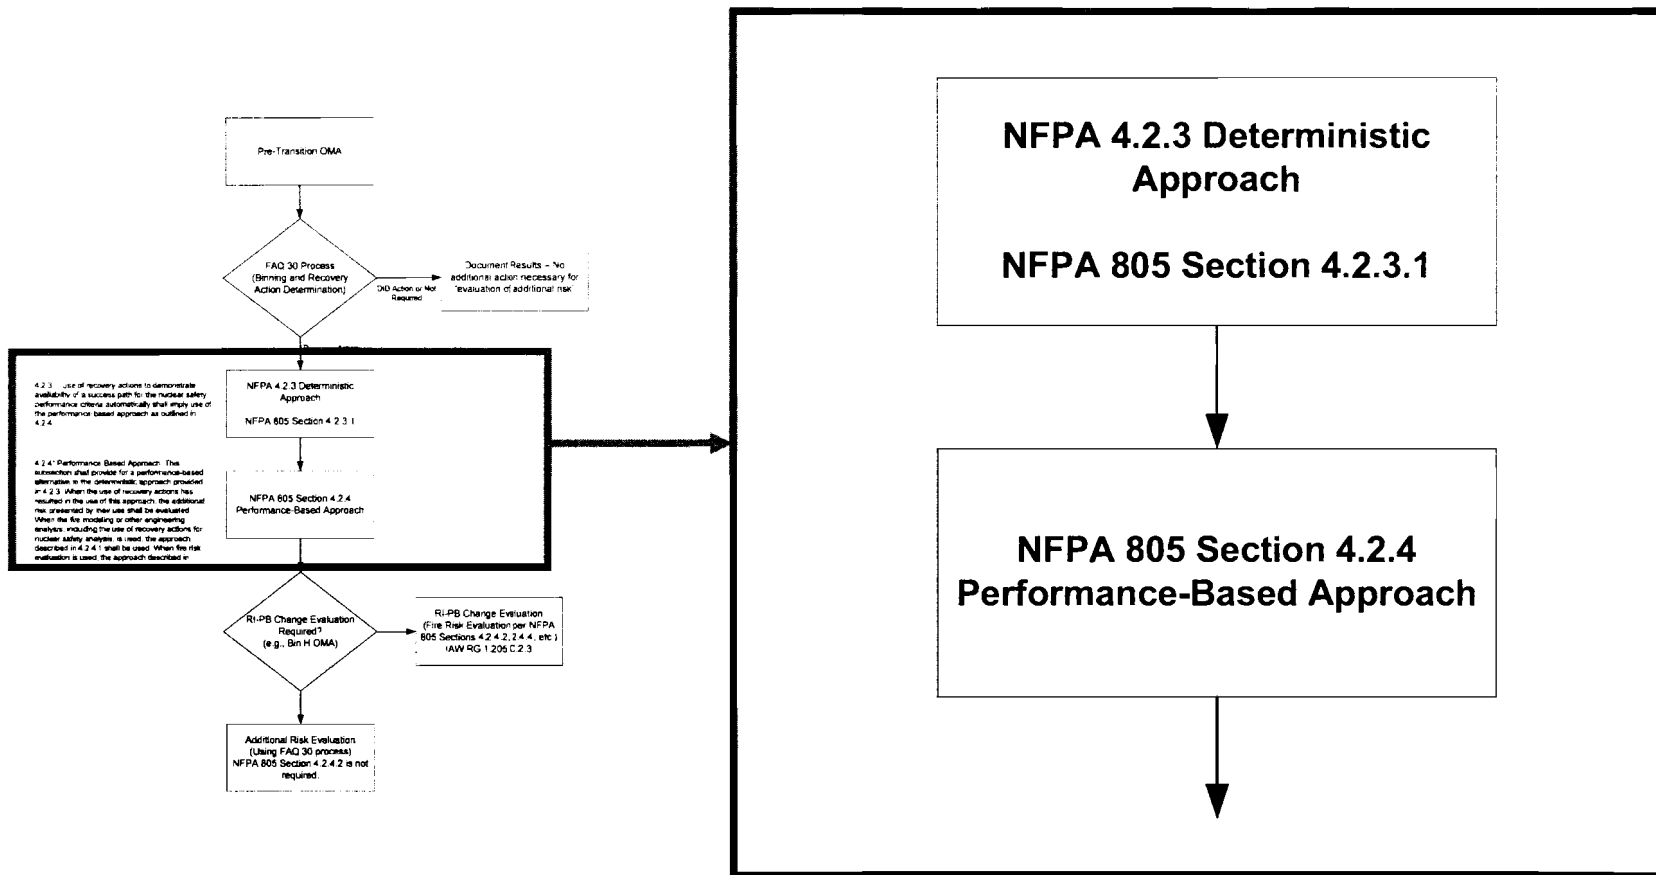 Pre-Transition OMA
FAQ 30 Process
(Binning and Recovery
Action Determination)
DID Action or Not
Required
Document Results – No
additional action necessary for
"evaluation of additional risk"
4.2.3 use of recovery actions to demonstrate
availability of a success path for the nuclear safety
performance criteria automatically shall imply use of
the performance based approach as outlined in
4.2.4
NFPA 4.2.3 Deterministic
Approach
NFPA 805 Section 4.2.3.1
4.2.4* Performance Based Approach. This
subsection shall provide for a performance-based
alternative to the deterministic approach provided
in 4.2.3. When the use of recovery actions has
resulted in the use of this approach, the additional
risk presented by their use shall be evaluated.
When the fire modeling or other engineering
analysis, including the use of recovery actions for
nuclear safety analysis, is used, the approach
described in 4.2.4.1 shall be used. When fire risk
evaluation is used, the approach described in
NFPA 805 Section 4.2.4
Performance-Based Approach
RI-PB Change Evaluation
Required?
(e.g., Bin H OMA)
RI-PB Change Evaluation
(Fire Risk Evaluation per NFPA
805 Sections 4.2.4.2, 2.4.4, etc.)
IAW RG 1.205 C.2.3
Additional Risk Evaluation
(Using FAQ 30 process)
NFPA 805 Section 4.2.4.2 is not
required.
NFPA 4.2.3 Deterministic
Approach
NFPA 805 Section 4.2.3.1
NFPA 805 Section 4.2.4
Performance-Based Approach